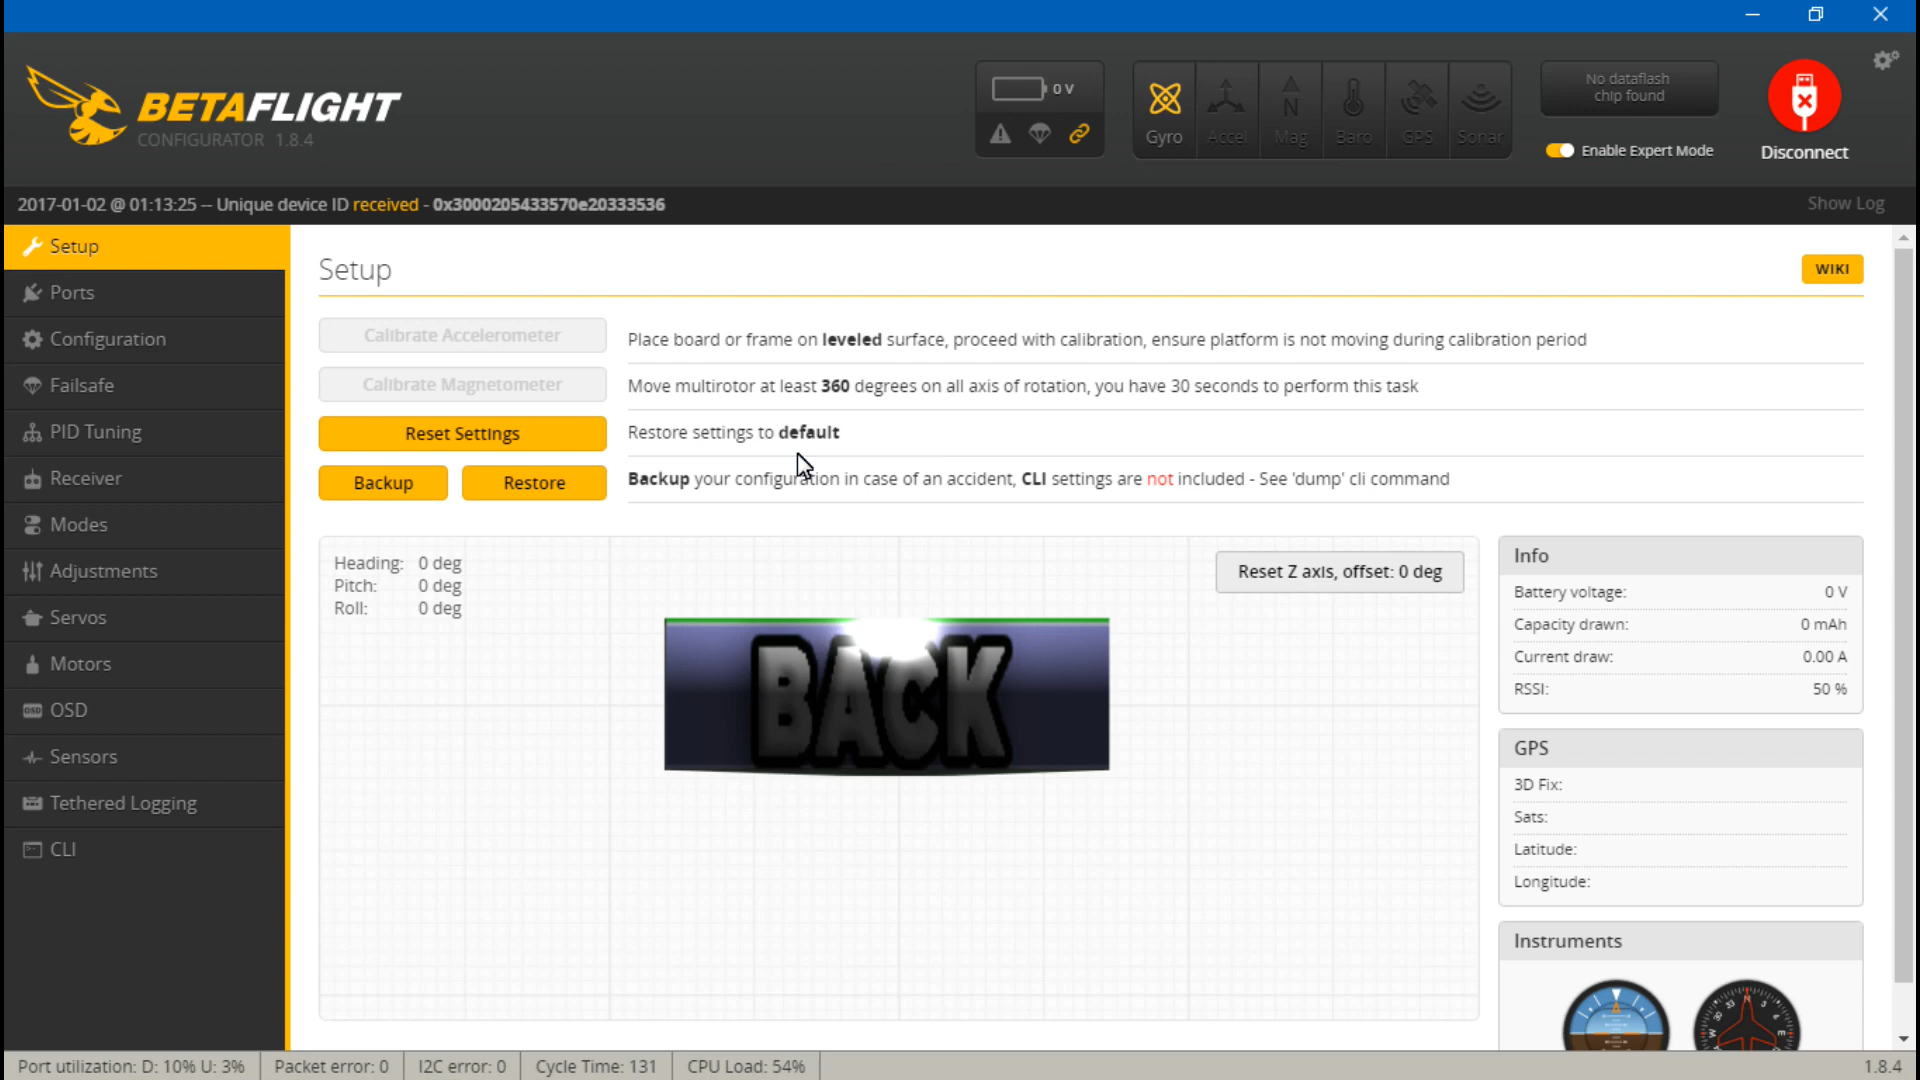 BETAFLIGHT
CONFIGURATOR 1.8.4
0 V
Gyro
Accel
Mag
Baro
GPS
Sonar
No dataflash
chip found
Enable Expert Mode
Disconnect
2017-01-02 @ 01:13:25 -- Unique device ID received - 0x3000205433570e20333536
Show Log
Setup
Ports
Configuration
Failsafe
PID Tuning
Receiver
Modes
Adjustments
Servos
Motors
OSD
Sensors
Tethered Logging
CLI
Setup
WIKI
Calibrate Accelerometer
Place board or frame on leveled surface, proceed with calibration, ensure platform is not moving during calibration period
Calibrate Magnetometer
Move multirotor at least 360 degrees on all axis of rotation, you have 30 seconds to perform this task
Reset Settings
Restore settings to default
Backup
Restore
Backup your configuration in case of an accident, CLI settings are not included - See 'dump' cli command
Heading: 0 deg
Pitch: 0 deg
Roll: 0 deg
Reset Z axis, offset: 0 deg
BACK
Info
Battery voltage: 0 V
Capacity drawn: 0 mAh
Current draw: 0.00 A
RSSI: 50 %
GPS
3D Fix:
Sats:
Latitude:
Longitude:
Instruments
Port utilization: D: 10% U: 3%
Packet error: 0
I2C error: 0
Cycle Time: 131
CPU Load: 54%
1.8.4